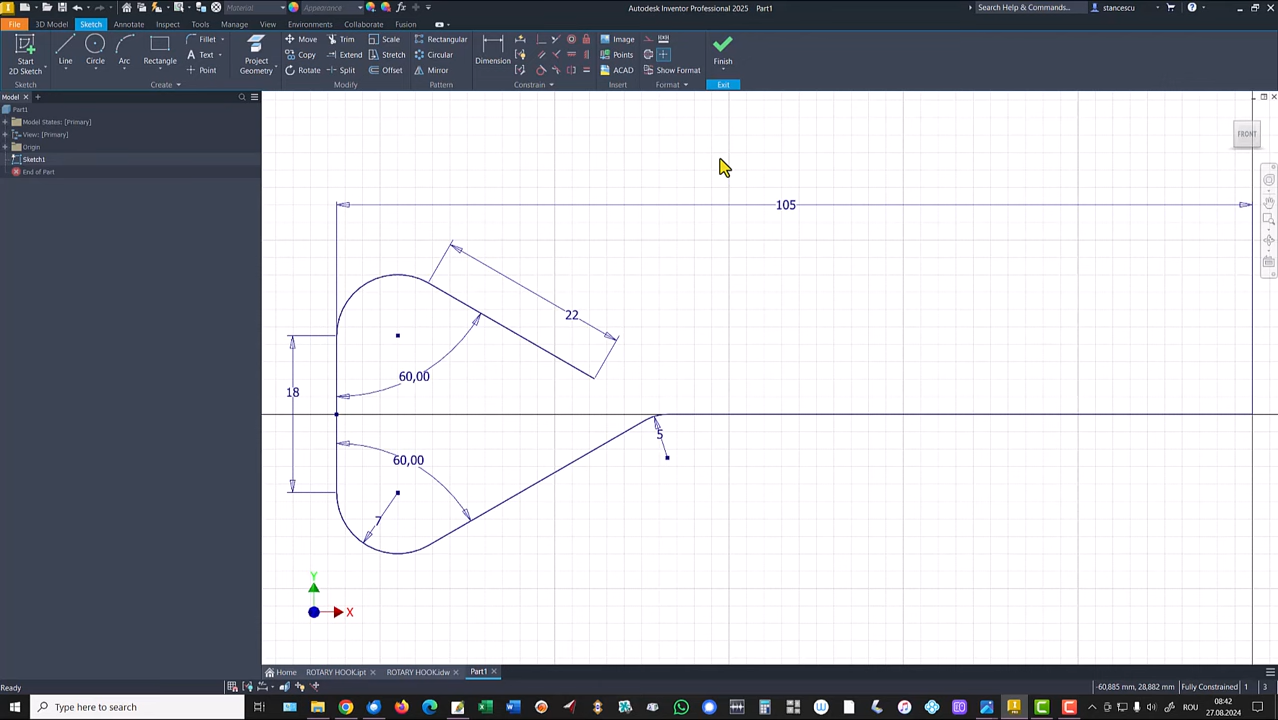 Material
Appearance
Autodesk Inventor Professional 2025 Part1
Search Help & Commands...
stancescu
File
3D Model
Sketch
Annotate
Inspect
Tools
Manage
View
Environments
Collaborate
Fusion
Start
2D Sketch
Line
Circle
Arc
Rectangle
Fillet
Text
Point
Project
Geometry
Move
Copy
Rotate
Trim
Extend
Split
Scale
Stretch
Offset
Rectangular
Circular
Mirror
Dimension
Image
Points
ACAD
Show Format
Finish
Sketch
Create
Modify
Pattern
Constrain
Insert
Format
Exit
Model
Part1
Model States: [Primary]
View: [Primary]
Origin
Sketch1
End of Part
FRONT
105
22
60,00
18
60,00
5
7
Y
X
Home
ROTARY HOOK.ipt
ROTARY HOOK.idw
Part1
Ready
-60,885 mm, 28,882 mm
Fully Constrained
1
3
Type here to search
ROU
08:42
27.08.2024